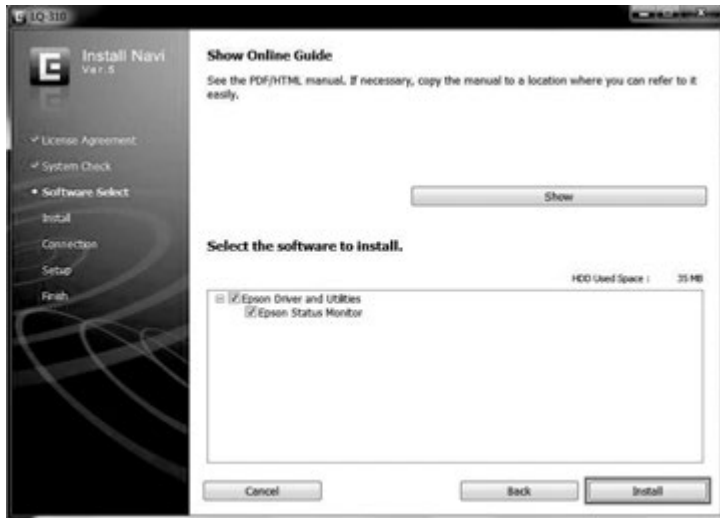 LQ-310
Install Navi
Ver.5
License Agreement
System Check
Software Select
Install
Connection
Setup
Finish
Show Online Guide
See the PDF/HTML manual. If necessary, copy the manual to a location where you can refer to it
easily.
Show
Select the software to install.
HDD Used Space : 35 MB
Epson Driver and Utilities
Epson Status Monitor
Cancel
Back
Install